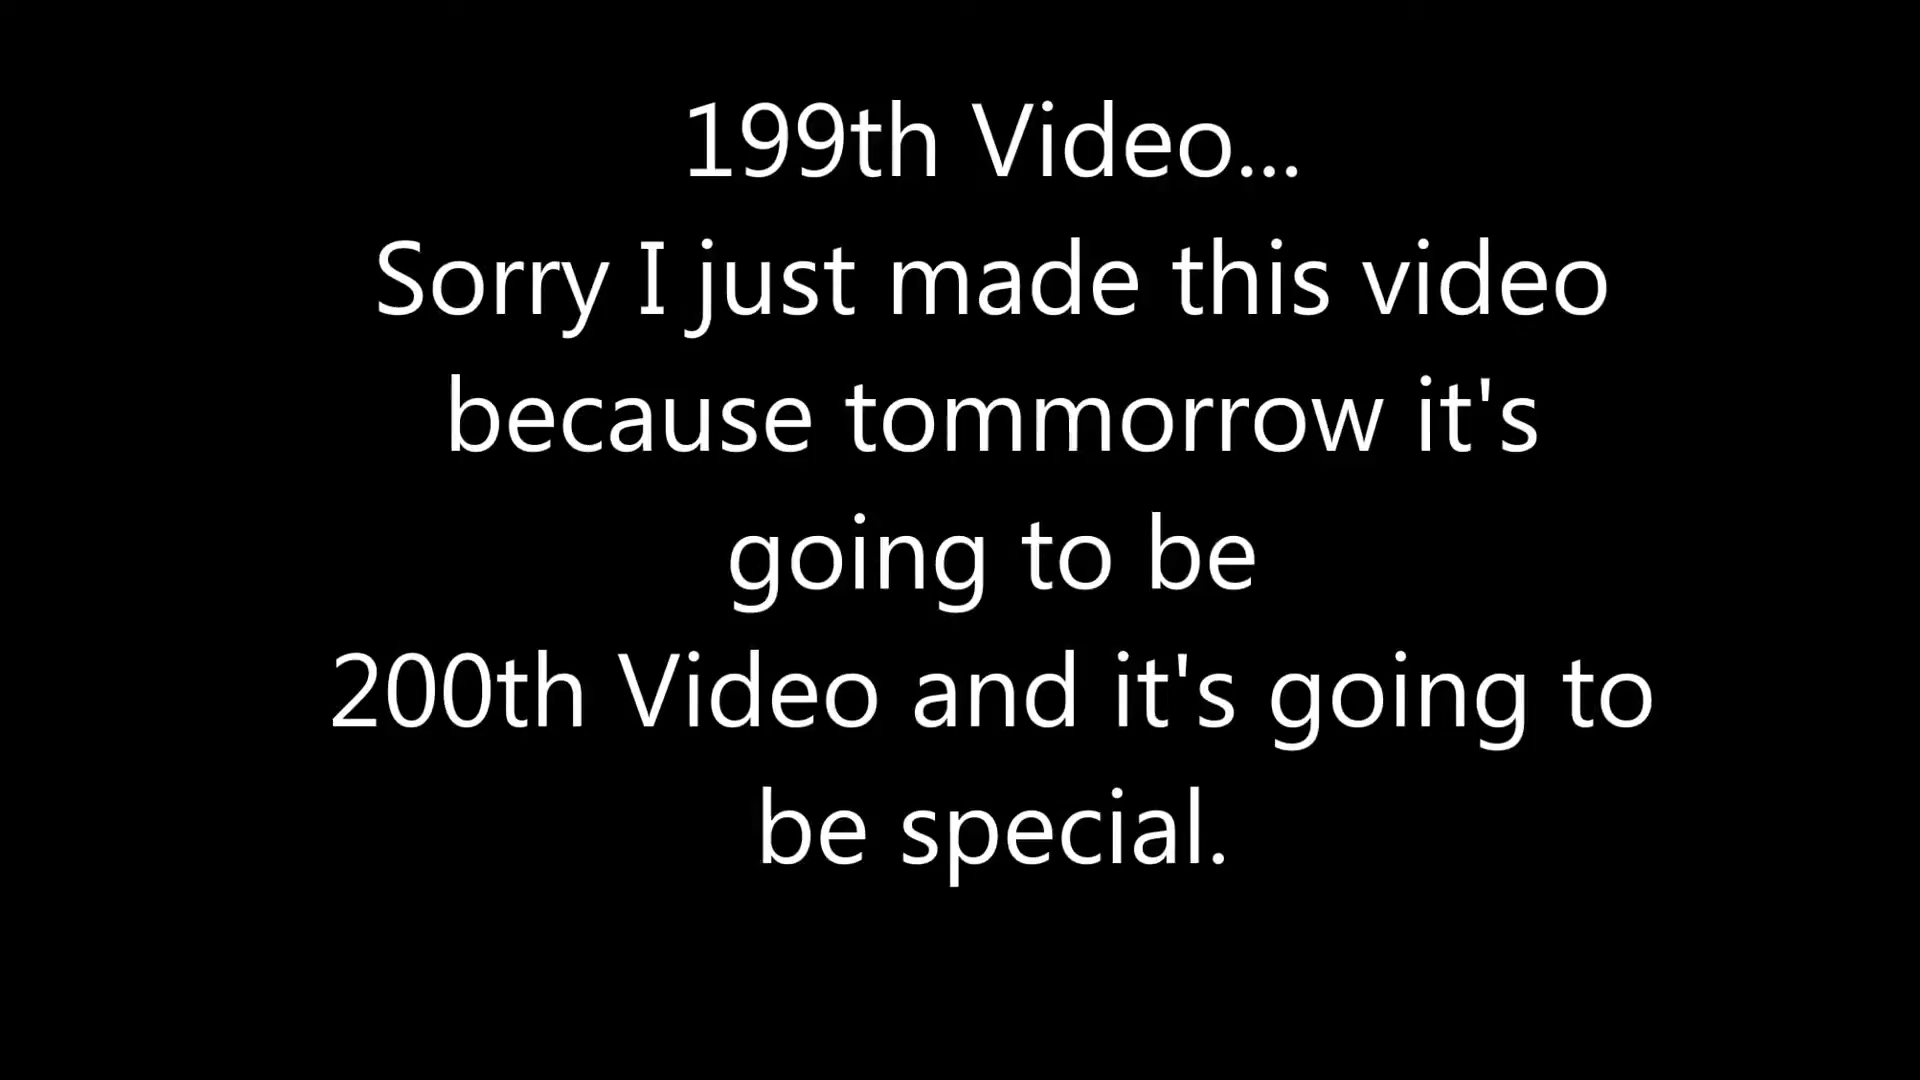 199th Video...
Sorry I just made this video
because tommorrow it's
going to be
200th Video and it's going to
be special.